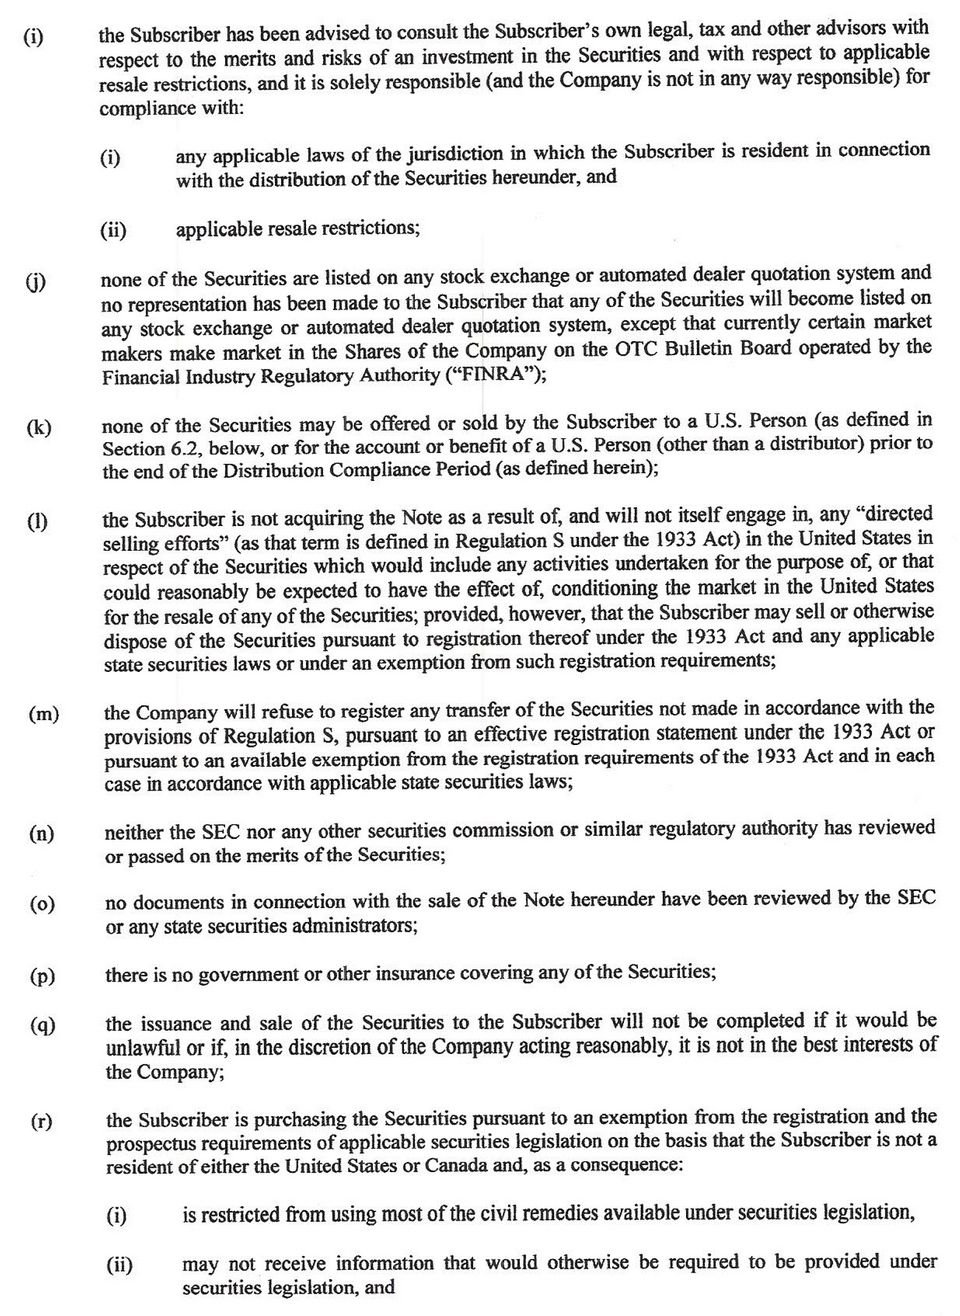 (i) the Subscriber has been advised to consult the Subscriber's own legal, tax and other advisors with
respect to the merits and risks of an investment in the Securities and with respect to applicable
resale restrictions, and it is solely responsible (and the Company is not in any way responsible) for
compliance with:
(i) any applicable laws of the jurisdiction in which the Subscriber is resident in connection
with the distribution of the Securities hereunder, and
(ii) applicable resale restrictions;
(j) none of the Securities are listed on any stock exchange or automated dealer quotation system and
no representation has been made to the Subscriber that any of the Securities will become listed on
any stock exchange or automated dealer quotation system, except that currently certain market
makers make market in the Shares of the Company on the OTC Bulletin Board operated by the
Financial Industry Regulatory Authority (“FINRA”);
(k) none of the Securities may be offered or sold by the Subscriber to a U.S. Person (as defined in
Section 6.2, below, or for the account or benefit of a U.S. Person (other than a distributor) prior to
the end of the Distribution Compliance Period (as defined herein);
(l) the Subscriber is not acquiring the Note as a result of, and will not itself engage in, any “directed
selling efforts” (as that term is defined in Regulation S under the 1933 Act) in the United States in
respect of the Securities which would include any activities undertaken for the purpose of, or that
could reasonably be expected to have the effect of, conditioning the market in the United States
for the resale of any of the Securities; provided, however, that the Subscriber may sell or otherwise
dispose of the Securities pursuant to registration thereof under the 1933 Act and any applicable
state securities laws or under an exemption from such registration requirements;
(m) the Company will refuse to register any transfer of the Securities not made in accordance with the
provisions of Regulation S, pursuant to an effective registration statement under the 1933 Act or
pursuant to an available exemption from the registration requirements of the 1933 Act and in each
case in accordance with applicable state securities laws;
(n) neither the SEC nor any other securities commission or similar regulatory authority has reviewed
or passed on the merits of the Securities;
(o) no documents in connection with the sale of the Note hereunder have been reviewed by the SEC
or any state securities administrators;
(p) there is no government or other insurance covering any of the Securities;
(q) the issuance and sale of the Securities to the Subscriber will not be completed if it would be
unlawful or if, in the discretion of the Company acting reasonably, it is not in the best interests of
the Company;
(r) the Subscriber is purchasing the Securities pursuant to an exemption from the registration and the
prospectus requirements of applicable securities legislation on the basis that the Subscriber is not a
resident of either the United States or Canada and, as a consequence:
(i) is restricted from using most of the civil remedies available under securities legislation,
(ii) may not receive information that would otherwise be required to be provided under
securities legislation, and